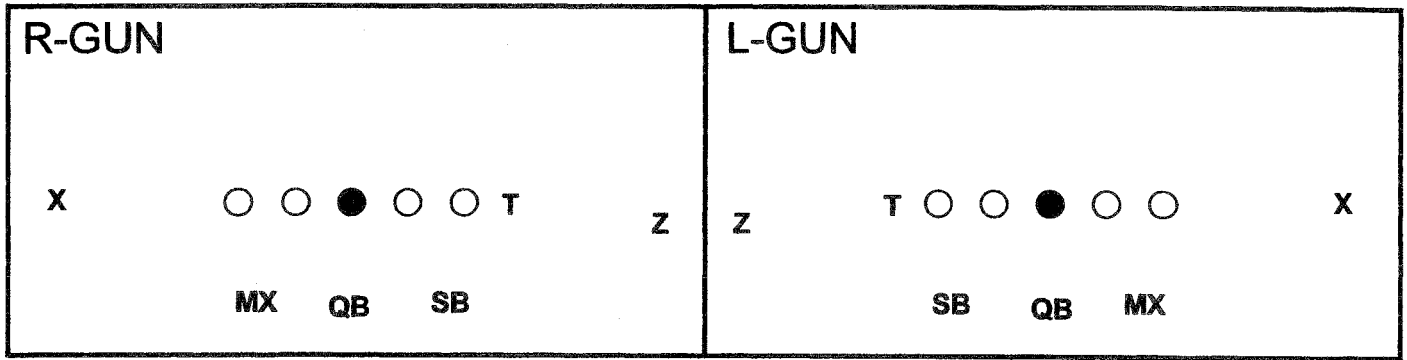 R-GUN
X T
Z
MX QB SB
L-GUN
T X
Z
SB QB MX